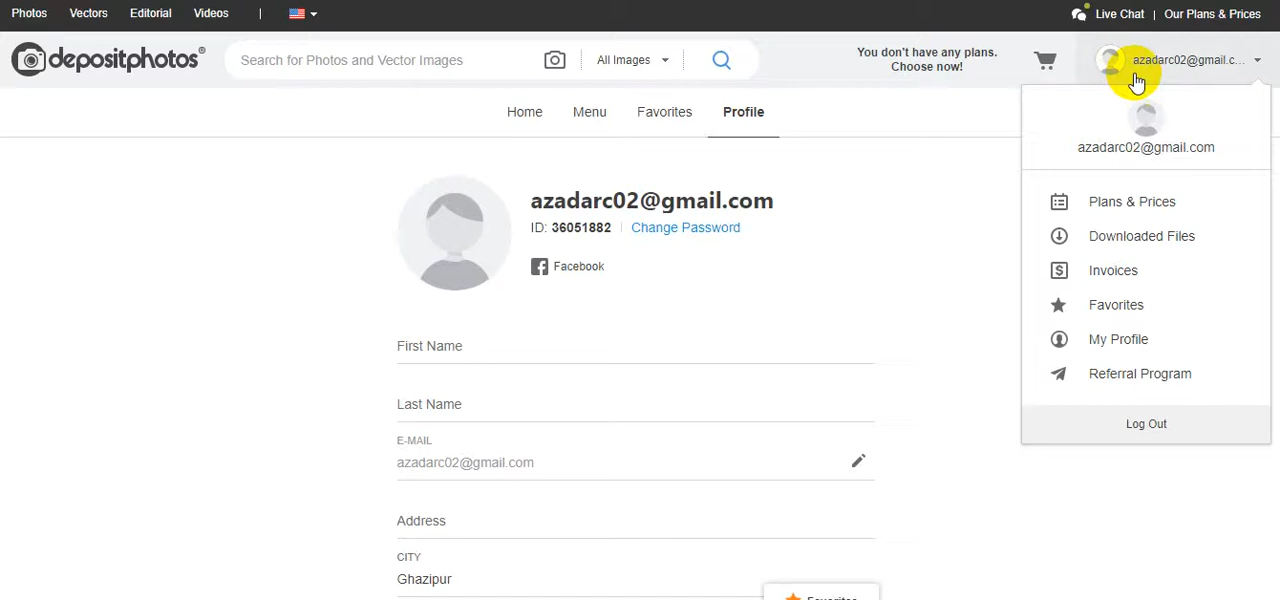 Photos Vectors Editorial Videos | Live Chat | Our Plans & Prices
depositphotos® Search for Photos and Vector Images All Images You don't have any plans. azadarc02@gmail.c...
Choose now!
Home Menu Favorites Profile
azadarc02@gmail.com
azadarc02@gmail.com
ID: 36051882 | Change Password
Facebook
Plans & Prices
Downloaded Files
Invoices
Favorites
My Profile
Referral Program
Log Out
First Name
Last Name
E-MAIL
azadarc02@gmail.com
Address
CITY
Ghazipur
Favorites